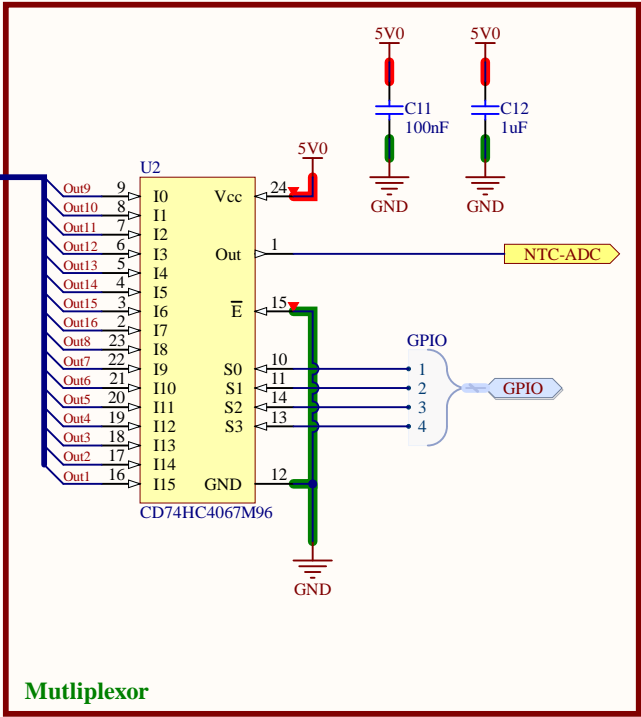 5V0
5V0
C11
100nF
C12
1uF
GND
GND
5V0
U2
Out9 9 I0 Vcc 24
Out10 8 I1
Out11 7 I2
Out12 6 I3 Out 1 NTC-ADC
Out13 5 I4
Out14 4 I5
Out15 3 I6 E 15
Out16 2 I7
Out8 23 I8
GPIO
Out7 22 I9 S0 10 1
Out6 21 I10 S1 11 2 GPIO
Out5 20 I11 S2 14 3
Out4 19 I12 S3 13 4
Out3 18 I13
Out2 17 I14
Out1 16 I15 GND 12
CD74HC4067M96
GND
Mutliplexor